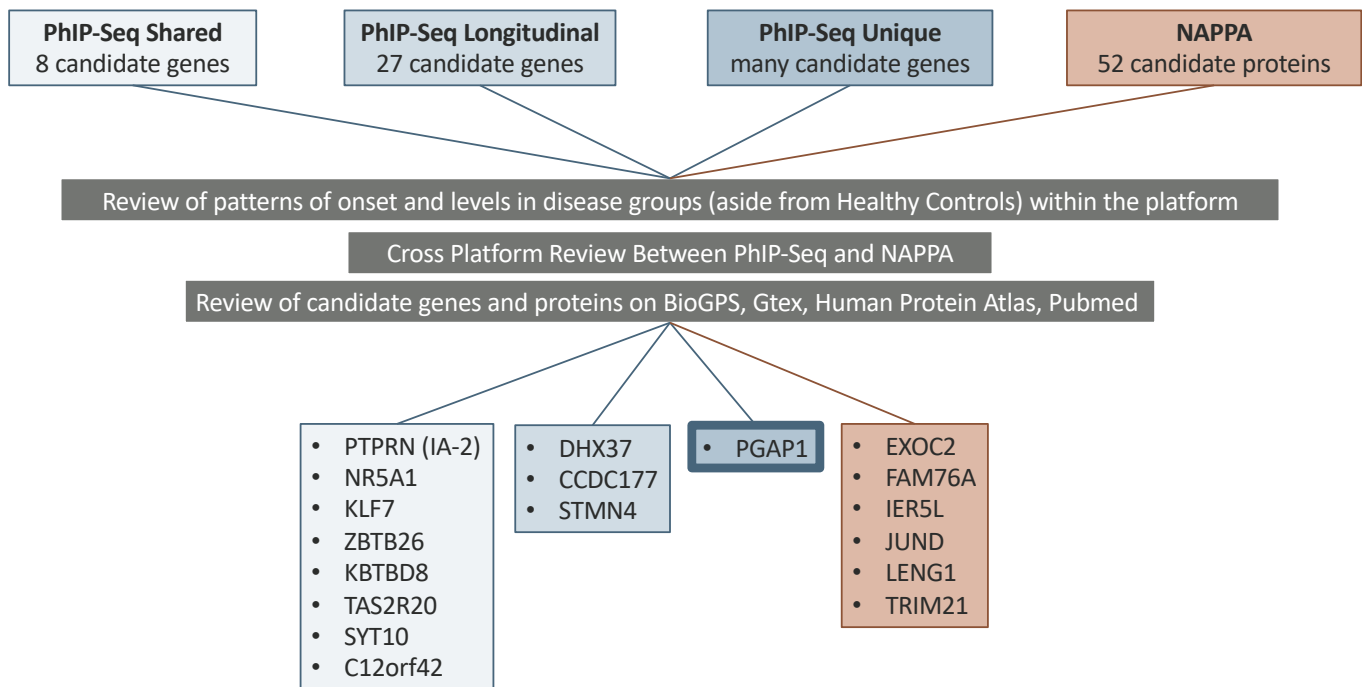 PhIP-Seq Shared
8 candidate genes
PhIP-Seq Longitudinal
27 candidate genes
PhIP-Seq Unique
many candidate genes
NAPPA
52 candidate proteins
Review of patterns of onset and levels in disease groups (aside from Healthy Controls) within the platform
Cross Platform Review Between PhIP-Seq and NAPPA
Review of candidate genes and proteins on BioGPS, Gtex, Human Protein Atlas, Pubmed
• PTPRN (IA-2)
• NR5A1
• KLF7
• ZBTB26
• KBTBD8
• TAS2R20
• SYT10
• C12orf42
• DHX37
• CCDC177
• STMN4
• PGAP1
• EXOC2
• FAM76A
• IER5L
• JUND
• LENG1
• TRIM21